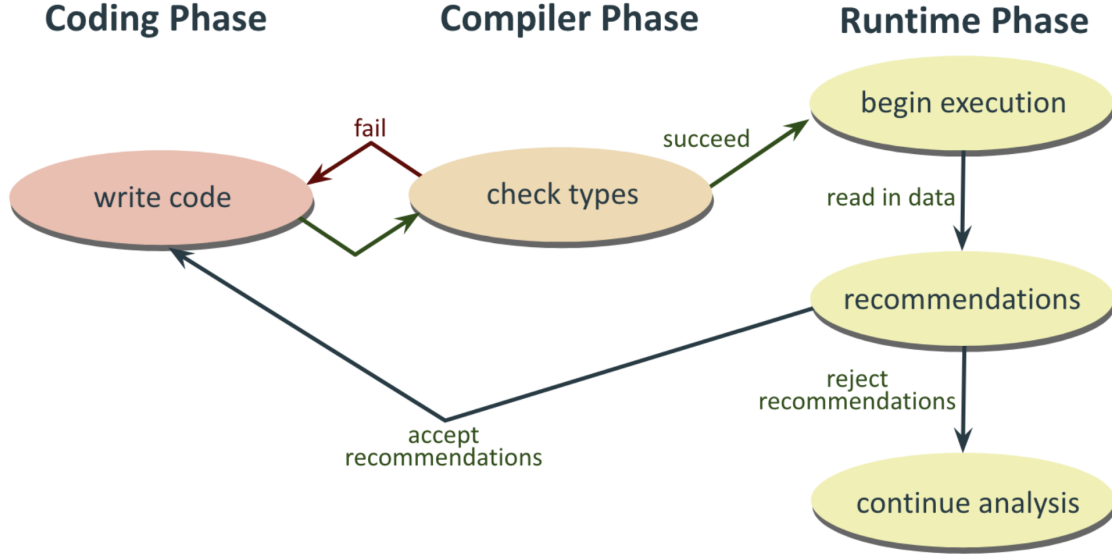 Coding Phase
Compiler Phase
Runtime Phase
begin execution
fail
succeed
write code
check types
read in data
recommendations
reject
recommendations
accept
recommendations
continue analysis